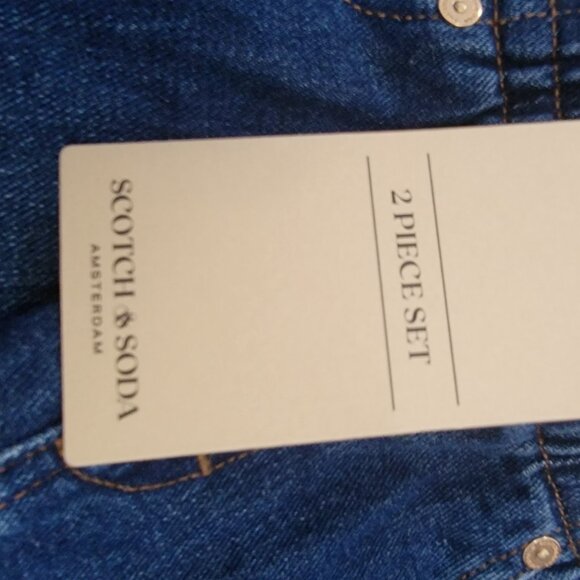 2 PIECE SET
SCOTCH & SODA
AMSTERDAM